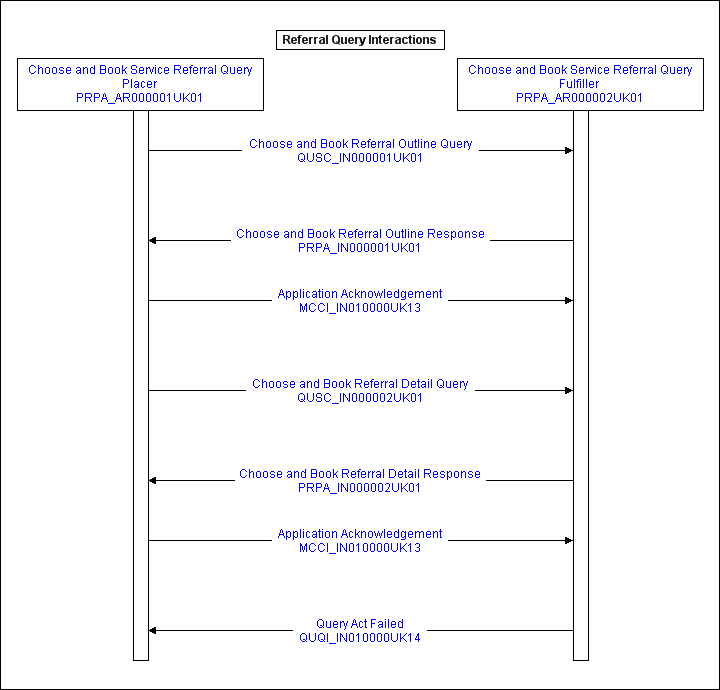 Referral Query Interactions
Choose and Book Service Referral Query
Placer
PRPA_AR000001UK01
Choose and Book Service Referral Query
Fulfiller
PRPA_AR000002UK01
Choose and Book Referral Outline Query
QUSC_IN000001UK01
Choose and Book Referral Outline Response
PRPA_IN000001UK01
Application Acknowledgement
MCCI_IN010000UK13
Choose and Book Referral Detail Query
QUSC_IN000002UK01
Choose and Book Referral Detail Response
PRPA_IN000002UK01
Application Acknowledgement
MCCI_IN010000UK13
Query Act Failed
QUQI_IN010000UK14